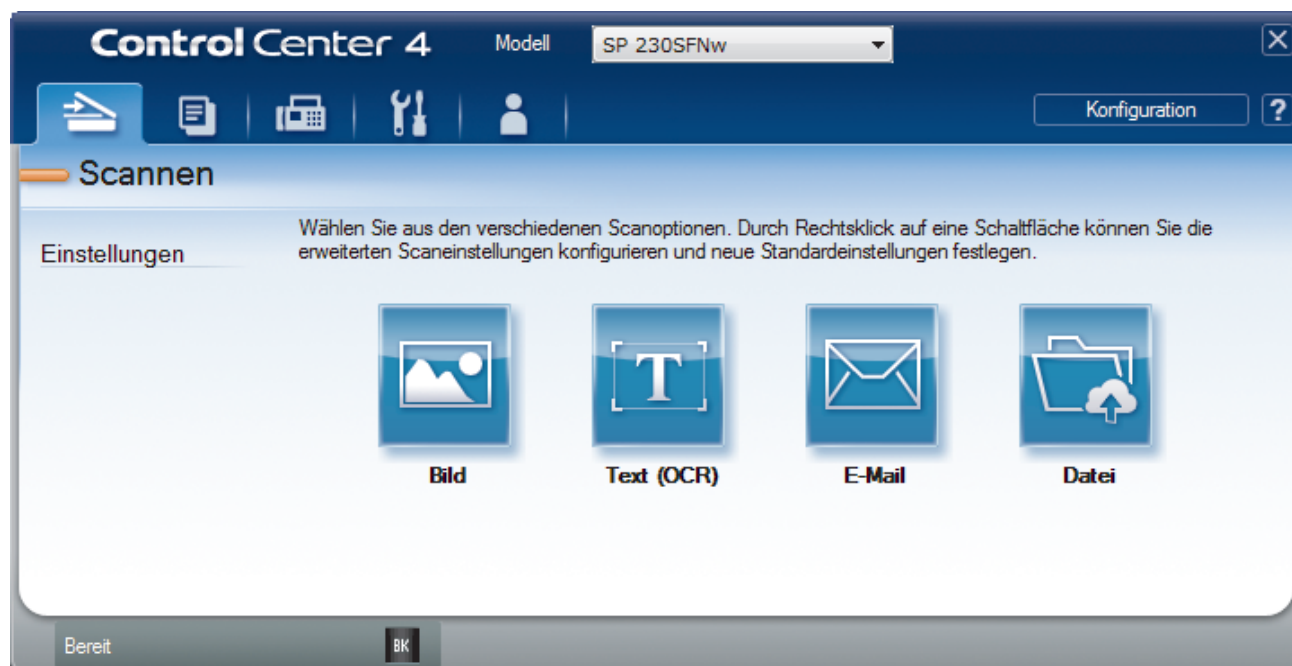 Control Center 4
Modell
SP 230SFNw
Konfiguration
?
Scannen
Einstellungen
Wählen Sie aus den verschiedenen Scanoptionen. Durch Rechtsklick auf eine Schaltfläche können Sie die
erweiterten Scaneinstellungen konfigurieren und neue Standardeinstellungen festlegen.
T
Bild
Text (OCR)
E-Mail
Datei
Bereit
BK